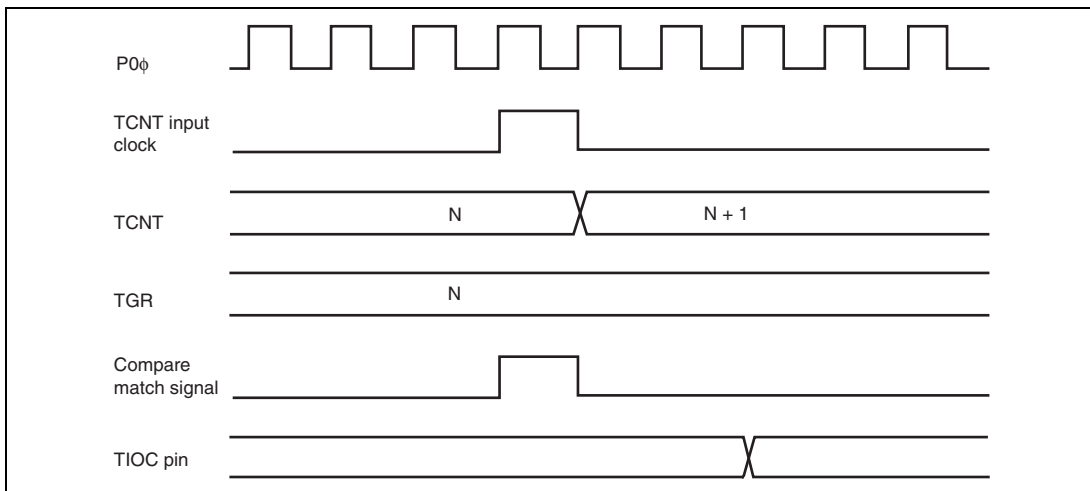 P0ϕ
TCNT input
clock
TCNT
N
N + 1
TGR
N
Compare
match signal
TIOC pin